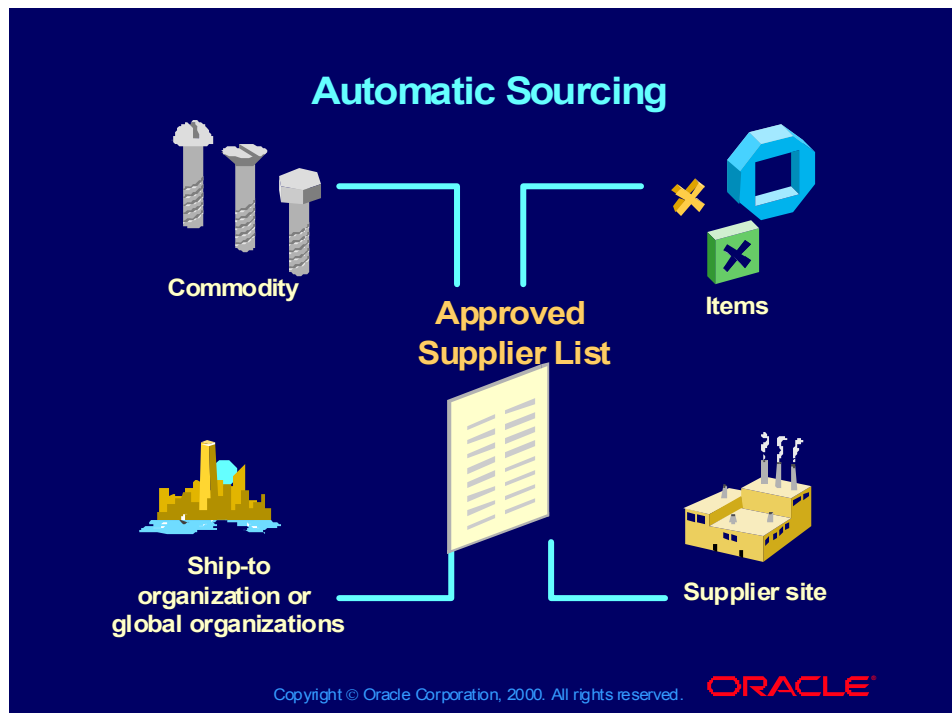 Automatic Sourcing
Commodity
Items
Approved
Supplier List
Ship-to
organization or
global organizations
Supplier site
Copyright © Oracle Corporation, 2000. All rights reserved.
ORACLE®